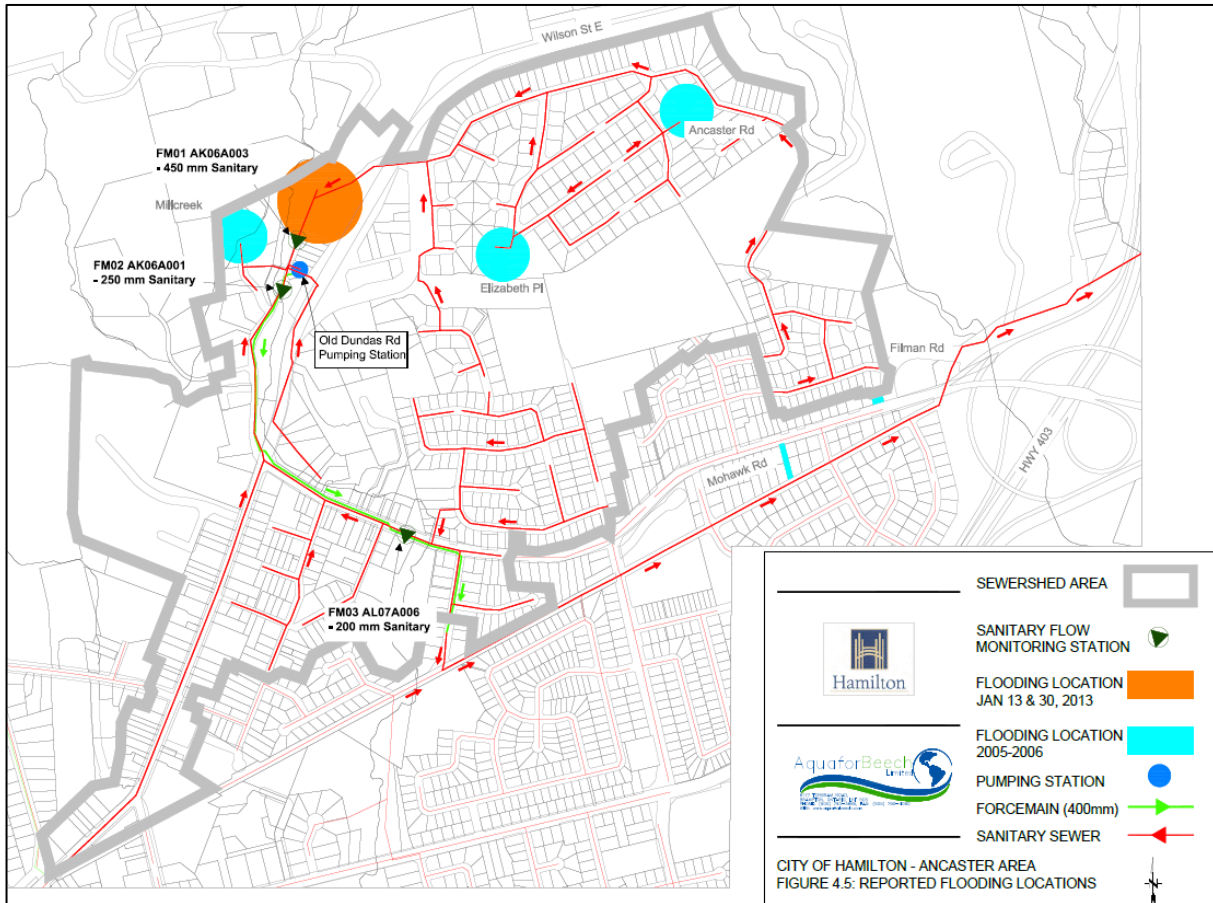 Wilson St E
Ancaster Rd
FM01 AK06A003
- 450 mm Sanitary
Millcreek
FM02 AK06A001
- 250 mm Sanitary
Elizabeth Pl
Old Dundas Rd
Pumping Station
Filman Rd
HWY 403
Mohawk Rd
FM03 AL07A006
- 200 mm Sanitary
SEWERSHED AREA
Hamilton
SANITARY FLOW
MONITORING STATION
FLOODING LOCATION
JAN 13 & 30, 2013
FLOODING LOCATION
2005-2006
AquaforBeech
Limited
PUMPING STATION
FORCEMAIN (400mm)
SANITARY SEWER
CITY OF HAMILTON - ANCASTER AREA
FIGURE 4.5: REPORTED FLOODING LOCATIONS
N